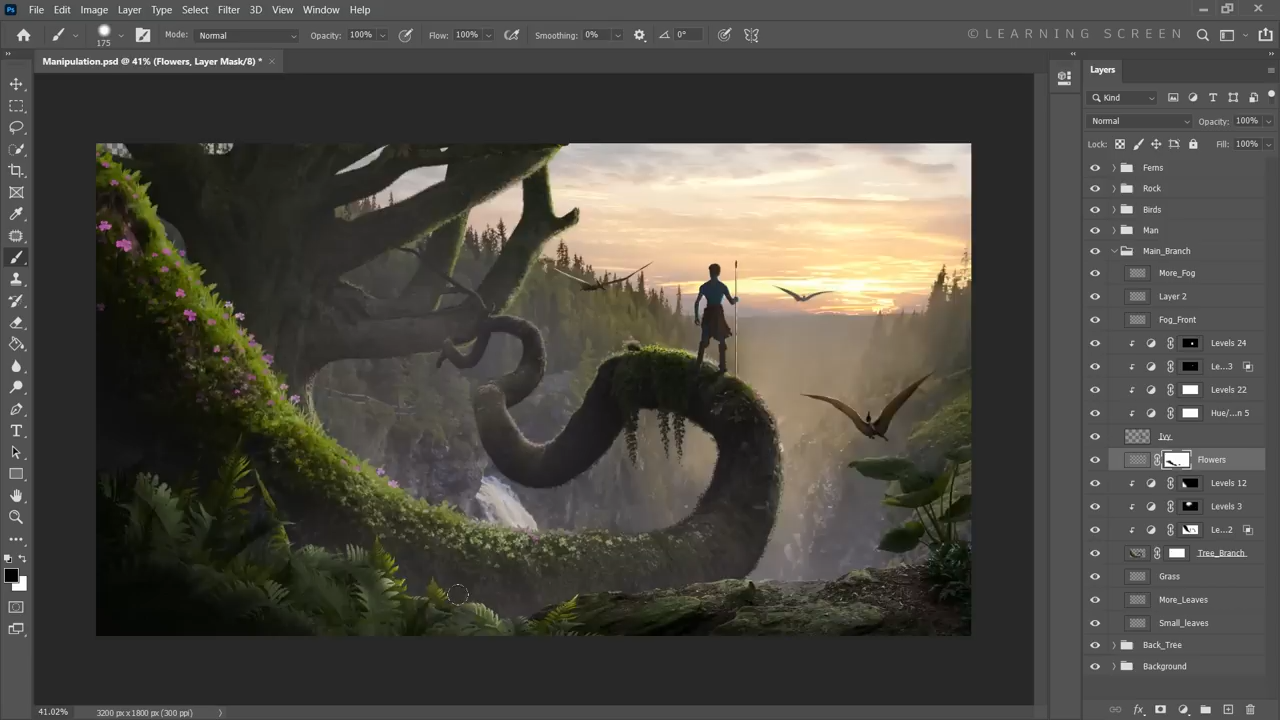 Ps File Edit Image Layer Type Select Filter 3D View Window Help
175 Mode: Normal Opacity: 100% Flow: 100% Smoothing: 0% 0° © LEARNING SCREEN
Manipulation.psd @ 41% (Flowers, Layer Mask/8) * ×
Layers
Kind
Normal Opacity: 100%
Lock: Fill: 100%
Ferns
Rock
Birds
Man
Main_Branch
More_Fog
Layer 2
Fog_Front
Levels 24
Le...3
Levels 22
Hue/...n 5
Ivy
Flowers
Levels 12
Levels 3
Le...2
Tree_Branch
Grass
More_Leaves
Small_leaves
Back_Tree
Background
41.02% 3200 px x 1800 px (300 ppi)
fx